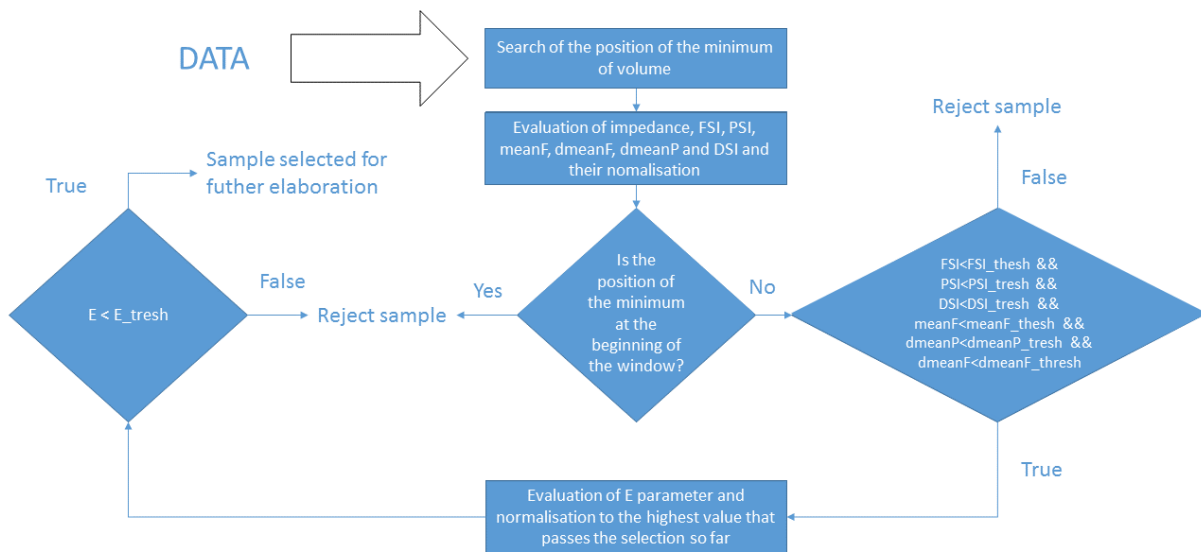 DATA
Search of the position of the minimum
of volume
Evaluation of impedance, FSI, PSI,
meanF, dmeanF, dmeanP and DSI and
their nomalisation
Reject sample
False
Sample selected for
futher elaboration
True
E < E_tresh
False
Reject sample
Yes
Is the
position of
the minimum
at the
beginning of
the window?
No
FSI<FSI_thesh &&
PSI<PSI_tresh &&
DSI<DSI_tresh &&
meanF<meanF_thesh &&
dmeanP<dmeanP_tresh &&
dmeanF<dmeanF_thresh
True
Evaluation of E parameter and
normalisation to the highest value that
passes the selection so far